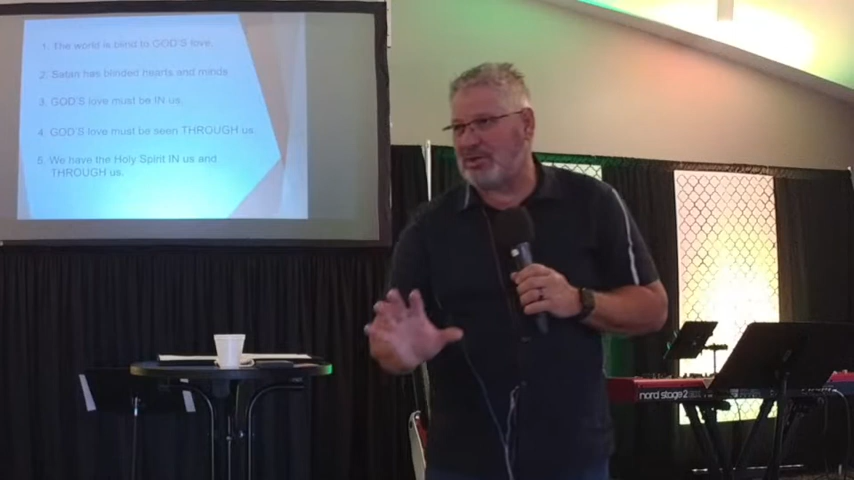 1. The world is blind to GOD'S love.
2. Satan has blinded hearts and minds
3. GOD'S love must be IN us.
4. GOD'S love must be seen THROUGH us.
5. We have the Holy Spirit IN us and
THROUGH us.
nord stage 2